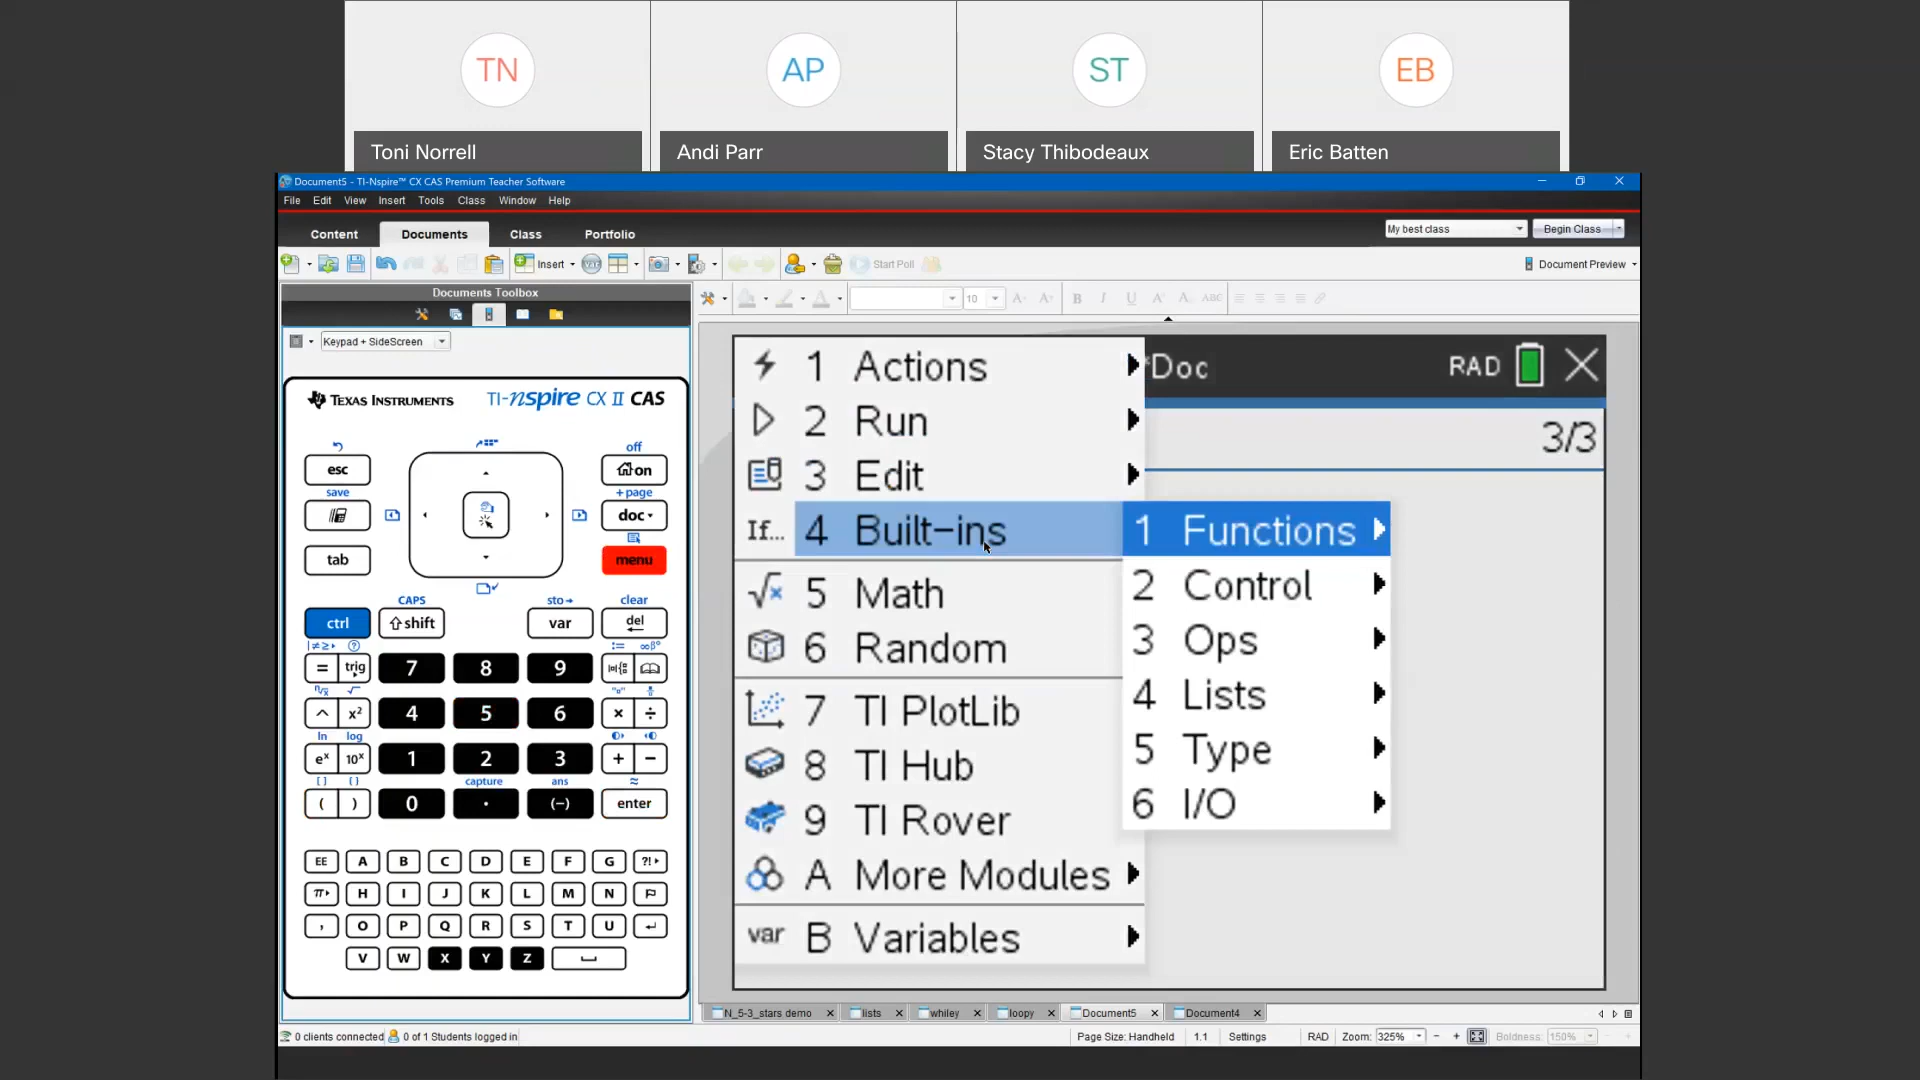 TN
AP
ST
EB
Toni Norrell
Andi Parr
Stacy Thibodeaux
Eric Batten
Document5 - TI-Nspire™ CX CAS Premium Teacher Software
File Edit View Insert Tools Class Window Help
Content Documents Class Portfolio
My best class
Begin Class
Insert
Start Poll
Document Preview
Documents Toolbox
10
B I U
Keypad + SideScreen
TEXAS INSTRUMENTS
TI-nspire CX II CAS
esc
off
on
save
+ page
doc
tab
menu
CAPS
sto→
clear
ctrl
shift
var
del
= trig 7 8 9
^ x² 4 5 6 × ÷
ln log
eˣ 10ˣ 1 2 3 + −
[ ] { } capture ans ≈
( ) 0 . (−) enter
EE A B C D E F G ?!
π H I J K L M N
, O P Q R S T U
V W X Y Z
1 Actions
2 Run
3 Edit
If... 4 Built-ins
√x 5 Math
6 Random
7 TI PlotLib
8 TI Hub
9 TI Rover
A More Modules
var B Variables
1 Functions
2 Control
3 Ops
4 Lists
5 Type
6 I/O
Doc
RAD
3/3
N_5-3_stars demo
lists
whiley
loopy
Document5
Document4
0 clients connected
0 of 1 Students logged in
Page Size: Handheld
1.1
Settings
RAD
Zoom: 325%
Boldness: 150%